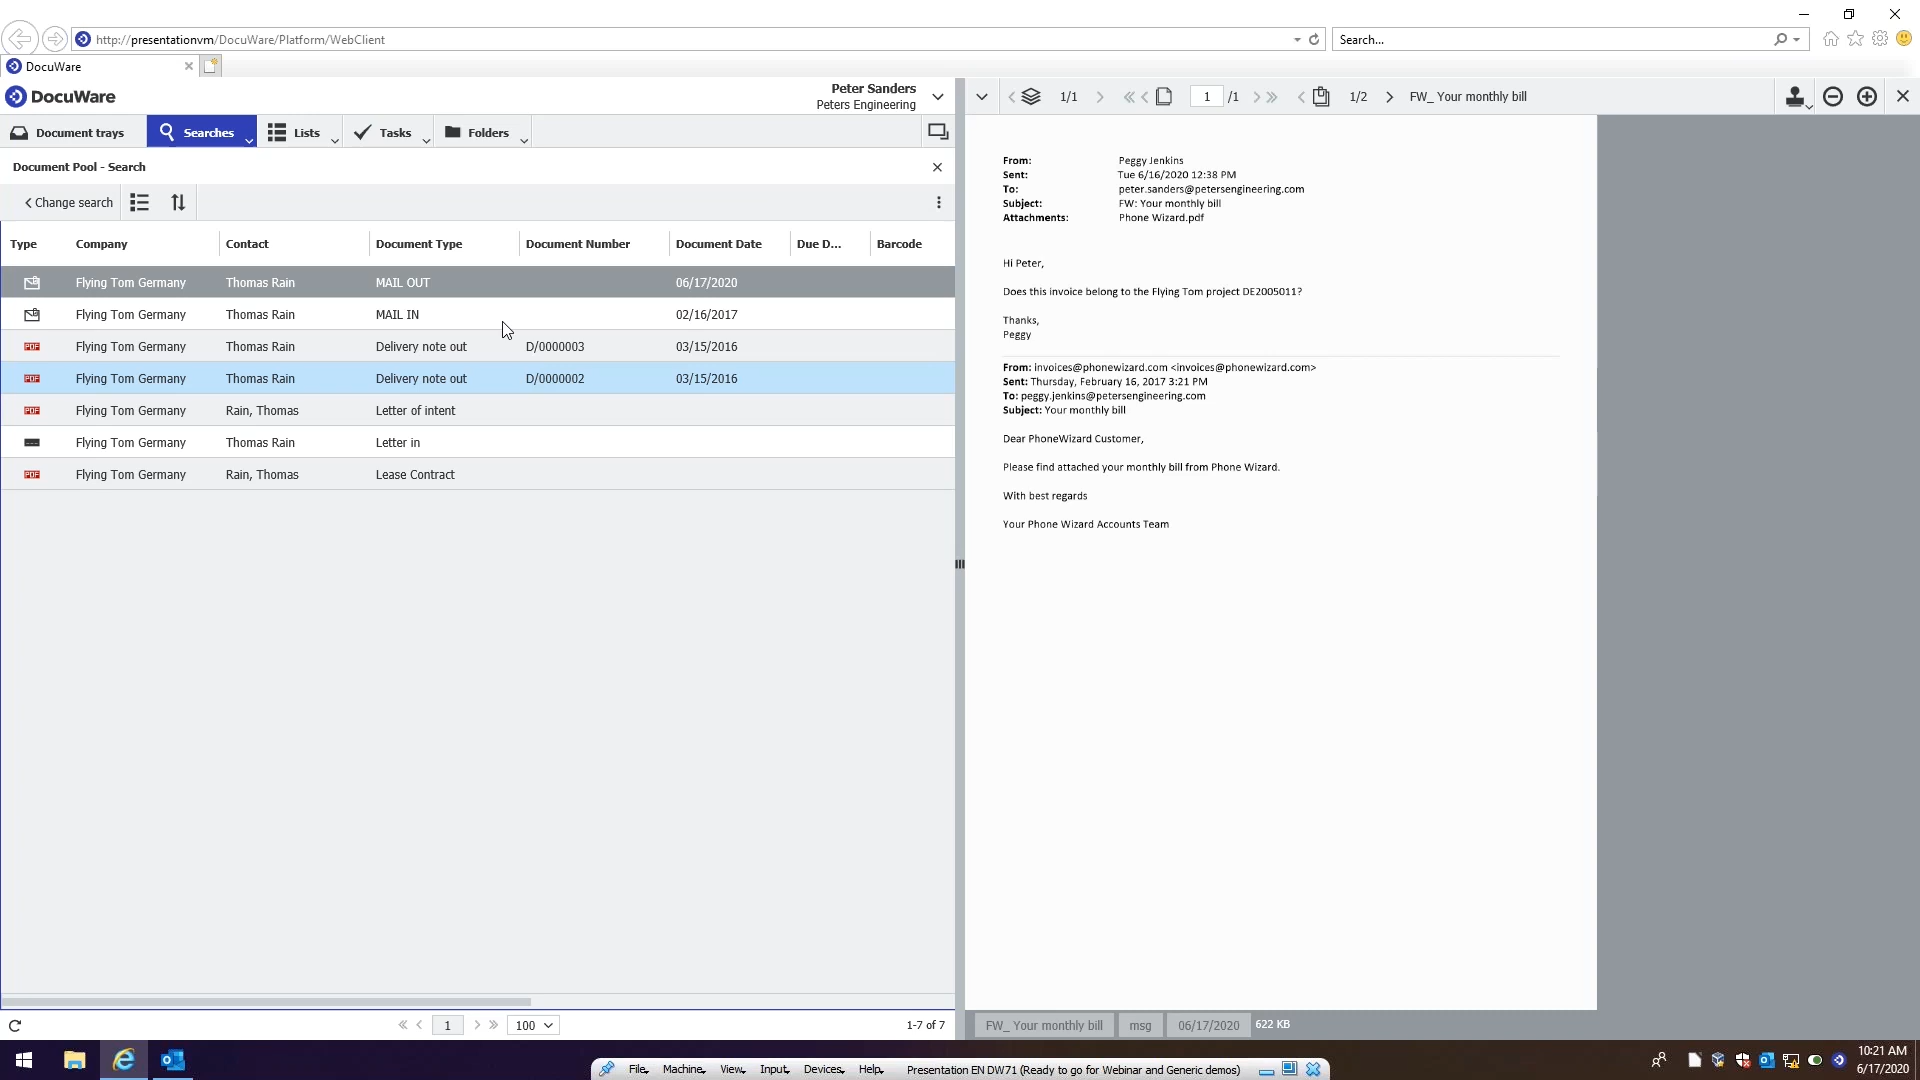 http://presentationvm/DocuWare/Platform/WebClient
Search...
DocuWare
DocuWare
Peter Sanders
Peters Engineering
Document trays
Searches
Lists
Tasks
Folders
Document Pool - Search
Change search
Type Company Contact Document Type Document Number Document Date Due D... Barcode
Flying Tom Germany Thomas Rain MAIL OUT 06/17/2020
Flying Tom Germany Thomas Rain MAIL IN 02/16/2017
PDF Flying Tom Germany Thomas Rain Delivery note out D/0000003 03/15/2016
PDF Flying Tom Germany Thomas Rain Delivery note out D/0000002 03/15/2016
PDF Flying Tom Germany Rain, Thomas Letter of intent
Flying Tom Germany Thomas Rain Letter in
PDF Flying Tom Germany Rain, Thomas Lease Contract
1 100 1-7 of 7
1/1 1 /1 1/2 FW_ Your monthly bill
From: Peggy Jenkins
Sent: Tue 6/16/2020 12:38 PM
To: peter.sanders@petersengineering.com
Subject: FW: Your monthly bill
Attachments: Phone Wizard.pdf
Hi Peter,
Does this invoice belong to the Flying Tom project DE2005011?
Thanks,
Peggy
From: invoices@phonewizard.com <invoices@phonewizard.com>
Sent: Thursday, February 16, 2017 3:21 PM
To: peggy.jenkins@petersengineering.com
Subject: Your monthly bill
Dear PhoneWizard Customer,
Please find attached your monthly bill from Phone Wizard.
With best regards
Your Phone Wizard Accounts Team
FW_ Your monthly bill msg 06/17/2020 622 KB
File Machine View Input Devices Help Presentation EN DW71 (Ready to go for Webinar and Generic demos)
10:21 AM
6/17/2020